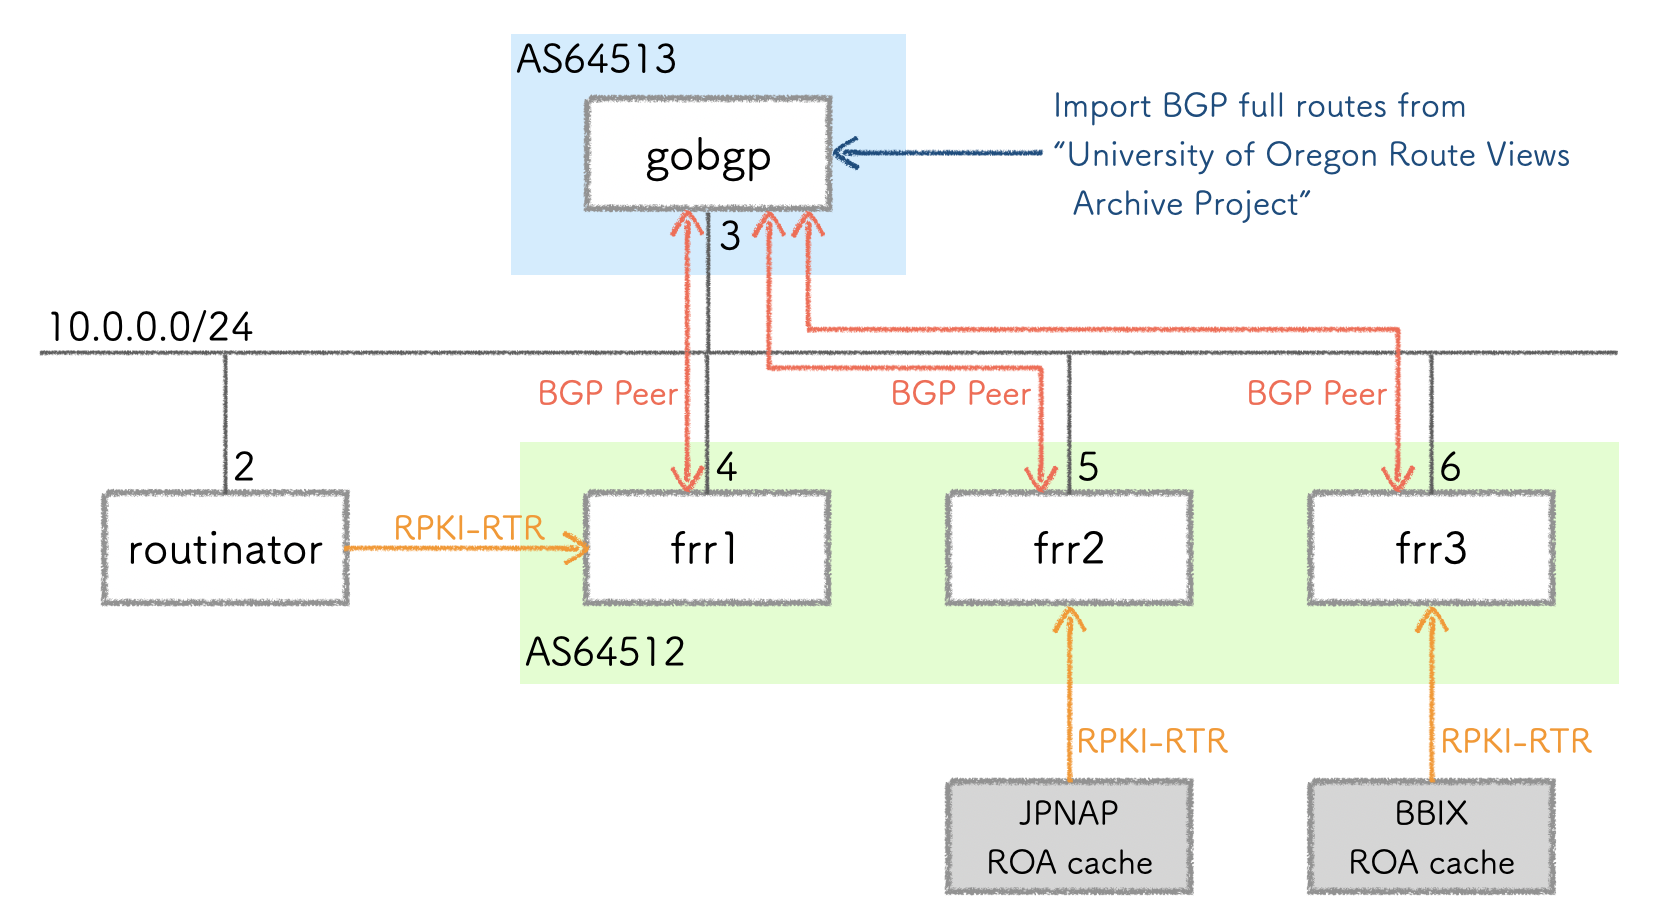 AS64513
gobgp
3
Import BGP full routes from
“University of Oregon Route Views
Archive Project”
10.0.0.0/24
BGP Peer
BGP Peer
BGP Peer
2
4
5
6
routinator
RPKI-RTR
frr1
frr2
frr3
AS64512
RPKI-RTR
RPKI-RTR
JPNAP
ROA cache
BBIX
ROA cache